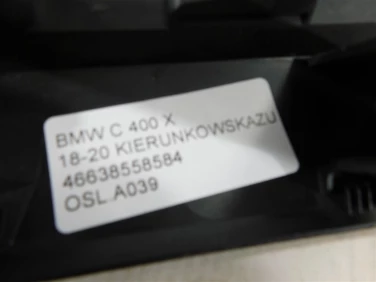 BMW C 400 X
18-20 KIERUNKOWSKAZU
46638558584
OSL.A039